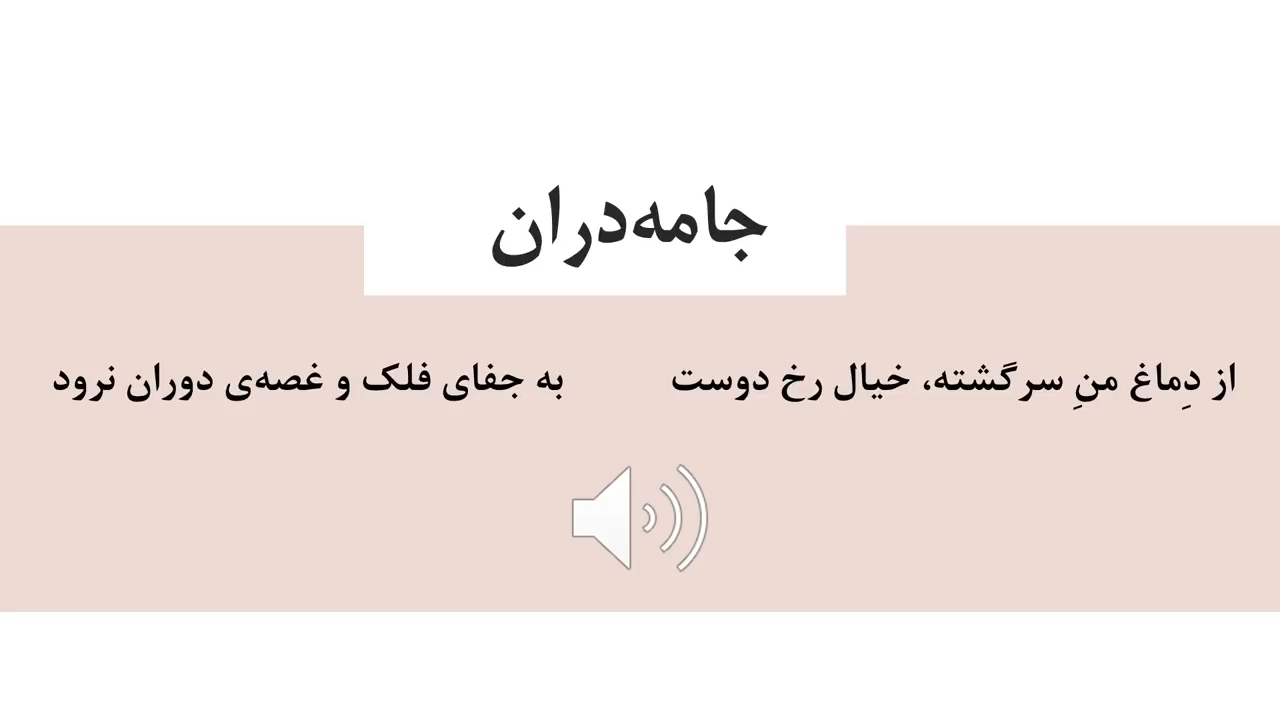 جامه‌دران
از دِماغ منِ سرگشته، خیال رخ دوست    به جفای فلک و غصه‌ی دوران نرود